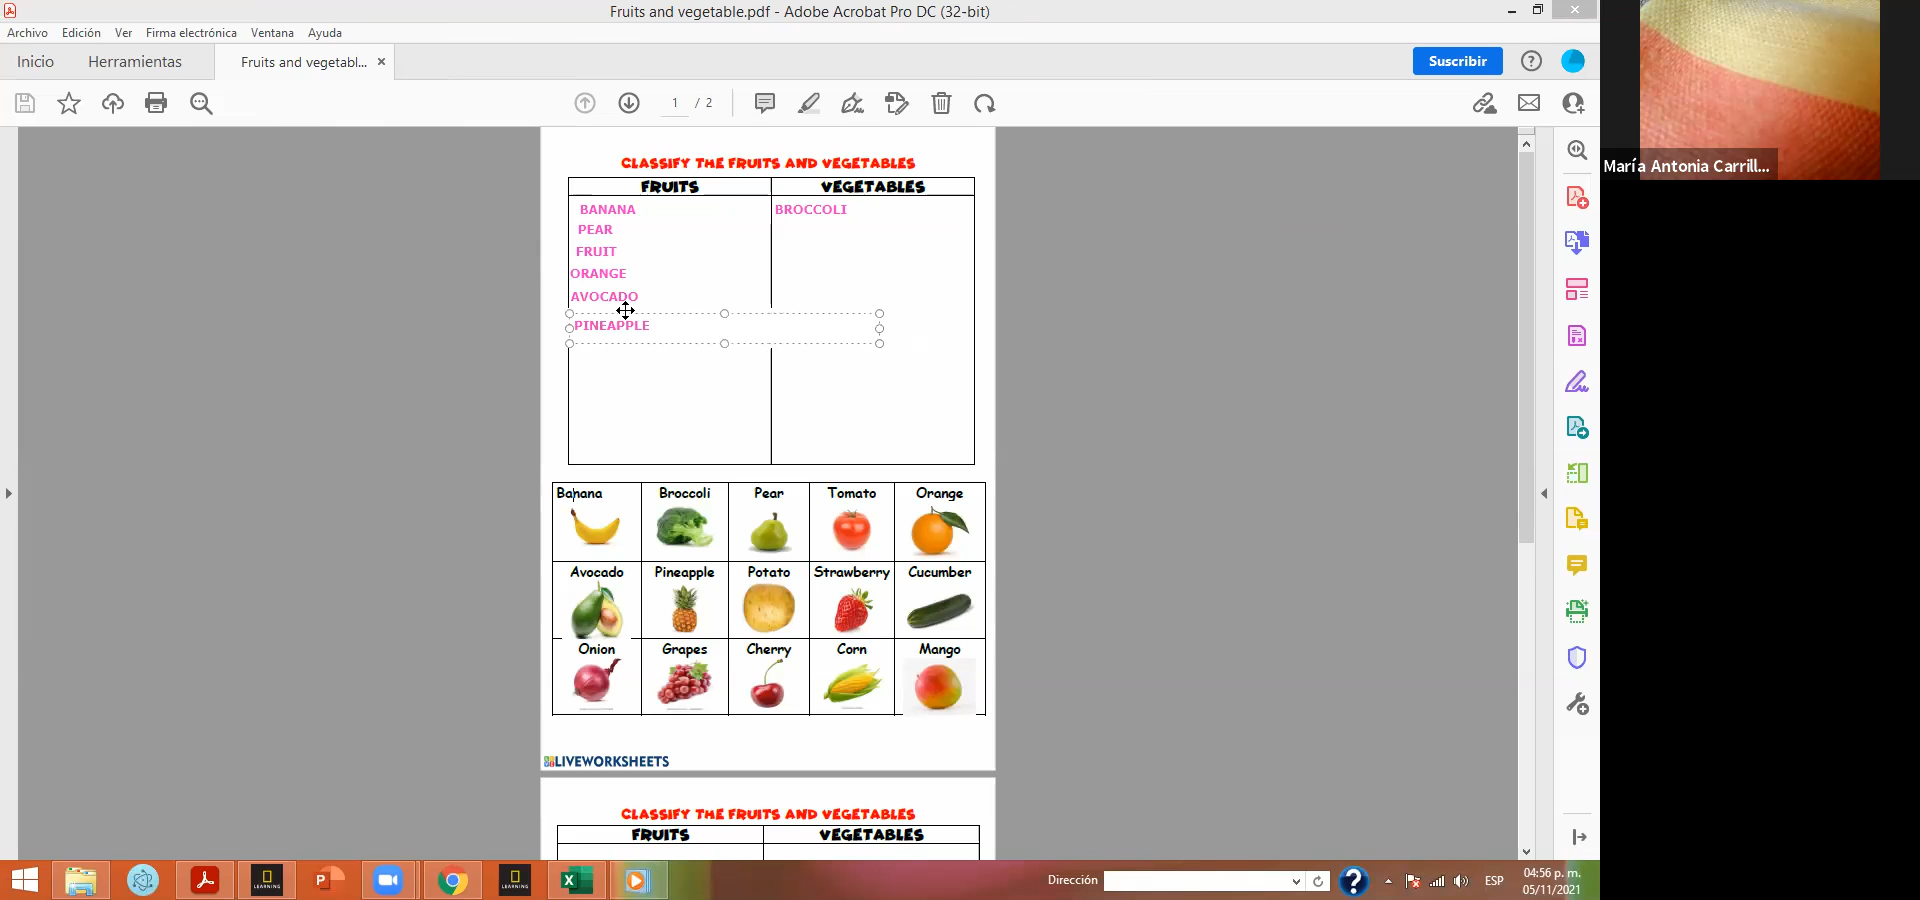 Fruits and vegetable.pdf - Adobe Acrobat Pro DC (32-bit)
Archivo Edición Ver Firma electrónica Ventana Ayuda
Inicio Herramientas Fruits and vegetabl... × Suscribir
1 / 2
María Antonia Carrill...
CLASSIFY THE FRUITS AND VEGETABLES
FRUITS VEGETABLES
BANANA BROCCOLI
PEAR
FRUIT
ORANGE
AVOCADO
PINEAPPLE
Banana Broccoli Pear Tomato Orange
Avocado Pineapple Potato Strawberry Cucumber
Onion Grapes Cherry Corn Mango
LIVEWORKSHEETS
CLASSIFY THE FRUITS AND VEGETABLES
FRUITS VEGETABLES
LEARNING LEARNING Dirección ESP 04:56 p. m.
05/11/2021